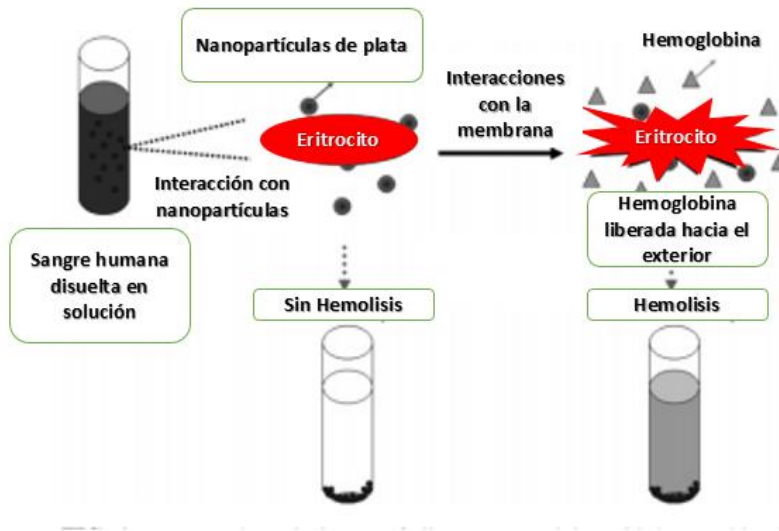 Nanopartículas de plata
Hemoglobina
Interacciones
con la
membrana
Eritrocito
Eritrocito
Interacción con
nanopartículas
Hemoglobina
liberada hacia el
exterior
Sangre humana
disuelta en
solución
Sin Hemolisis
Hemolisis